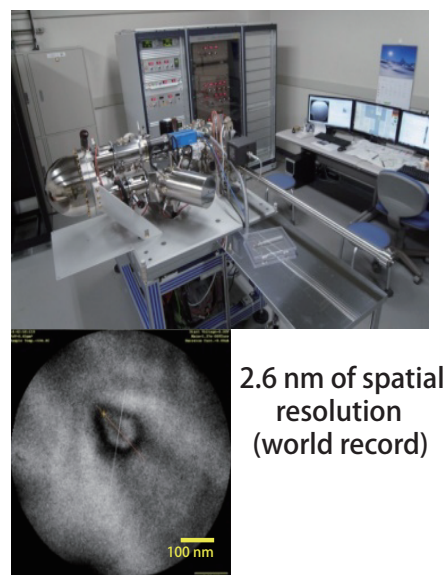 2.6 nm of spatial
resolution
(world record)
100 nm